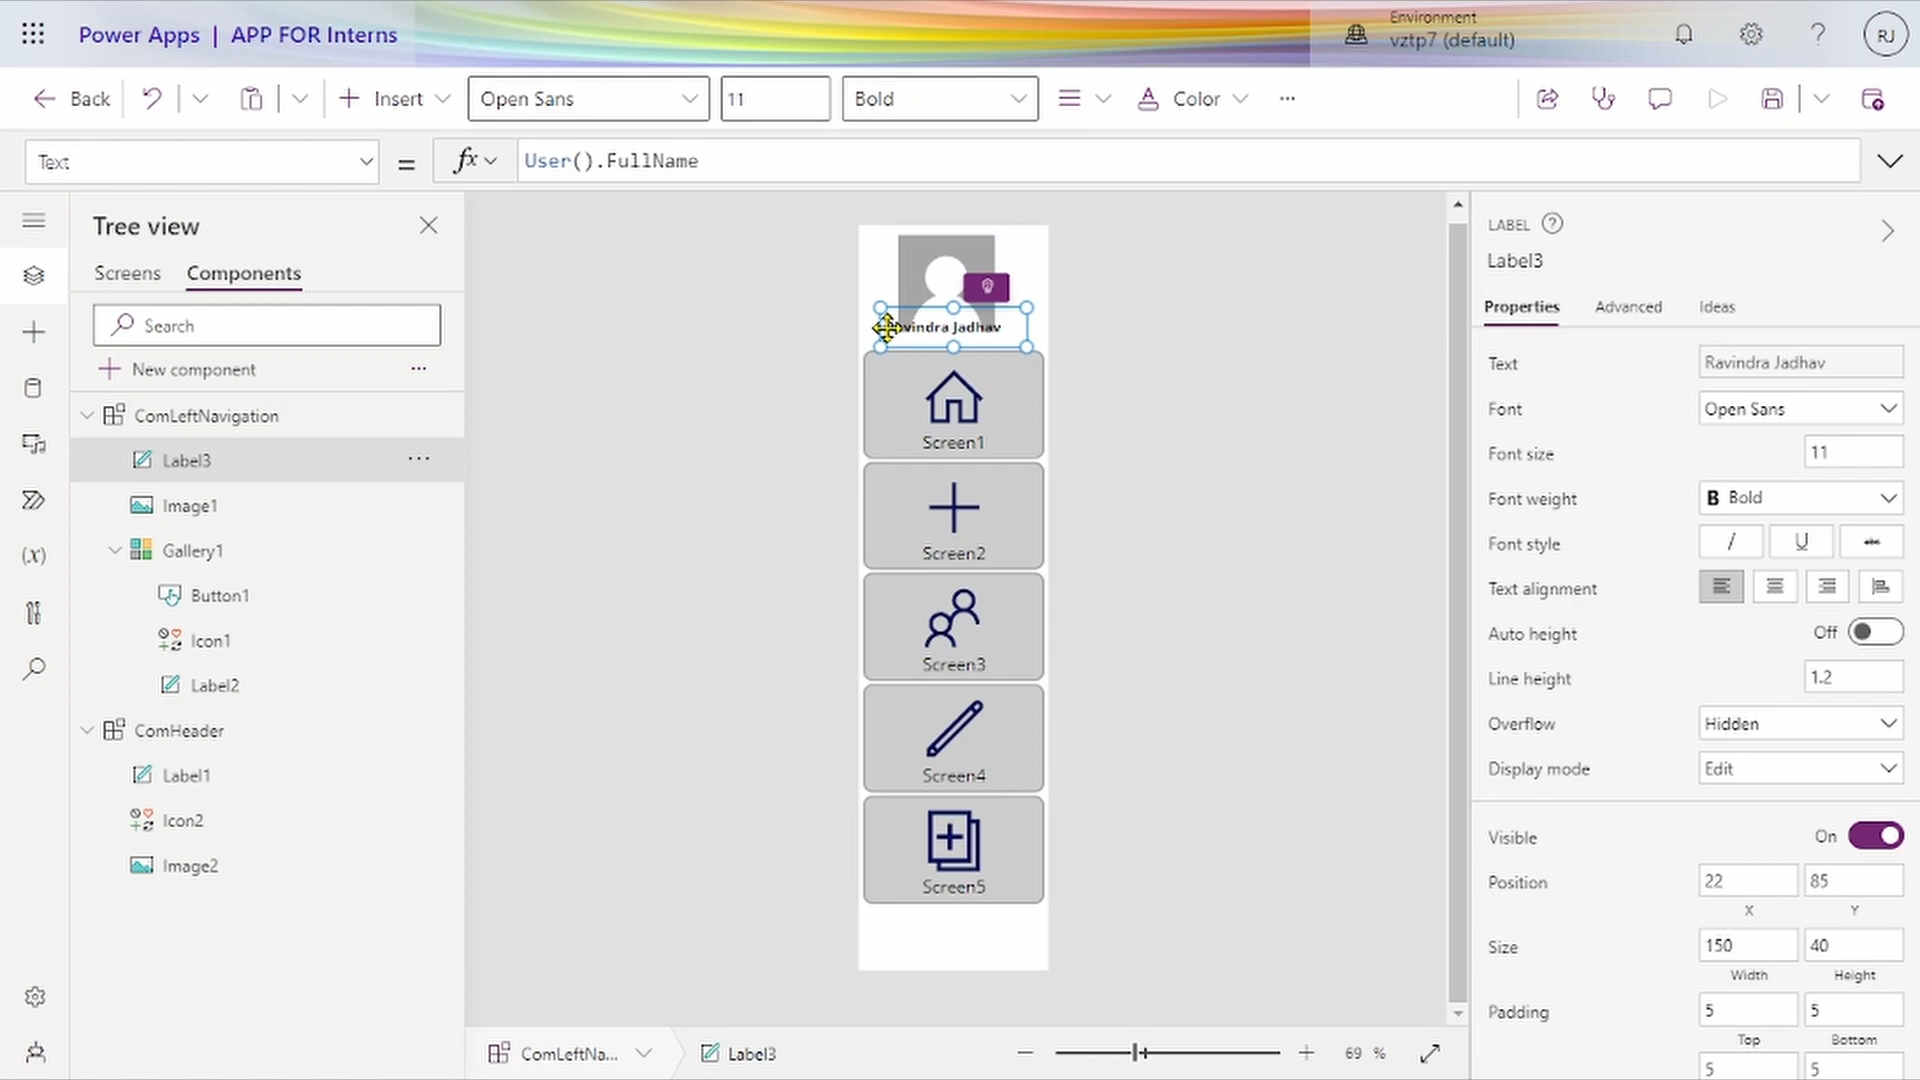 Power Apps | APP FOR Interns
Environment
vztp7 (default)
RJ
Back
Insert
Open Sans
11
Bold
Color
Text
=
fx
User().FullName
Tree view
Screens
Components
Search
New component
ComLeftNavigation
Label3
Image1
Gallery1
Button1
Icon1
Label2
ComHeader
Label1
Icon2
Image2
vindra Jadhav
Screen1
Screen2
Screen3
Screen4
Screen5
ComLeftNa...
Label3
69 %
LABEL
Label3
Properties
Advanced
Ideas
Text
Ravindra Jadhav
Font
Open Sans
Font size
11
Font weight
B Bold
Font style
Text alignment
Auto height
Off
Line height
1.2
Overflow
Hidden
Display mode
Edit
Visible
On
Position
22
85
X
Y
Size
150
40
Width
Height
Padding
5
5
Top
Bottom
5
5